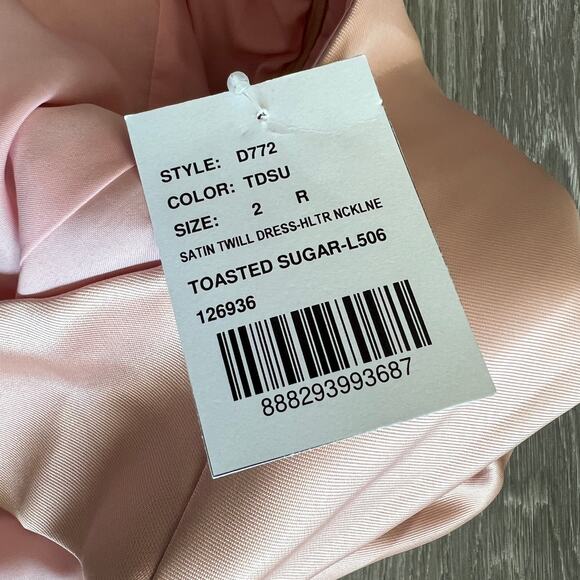 STYLE: D772
COLOR: TDSU
SIZE: 2 R
SATIN TWILL DRESS-HLTR NCKLNE
TOASTED SUGAR-L506
126936
888293993687